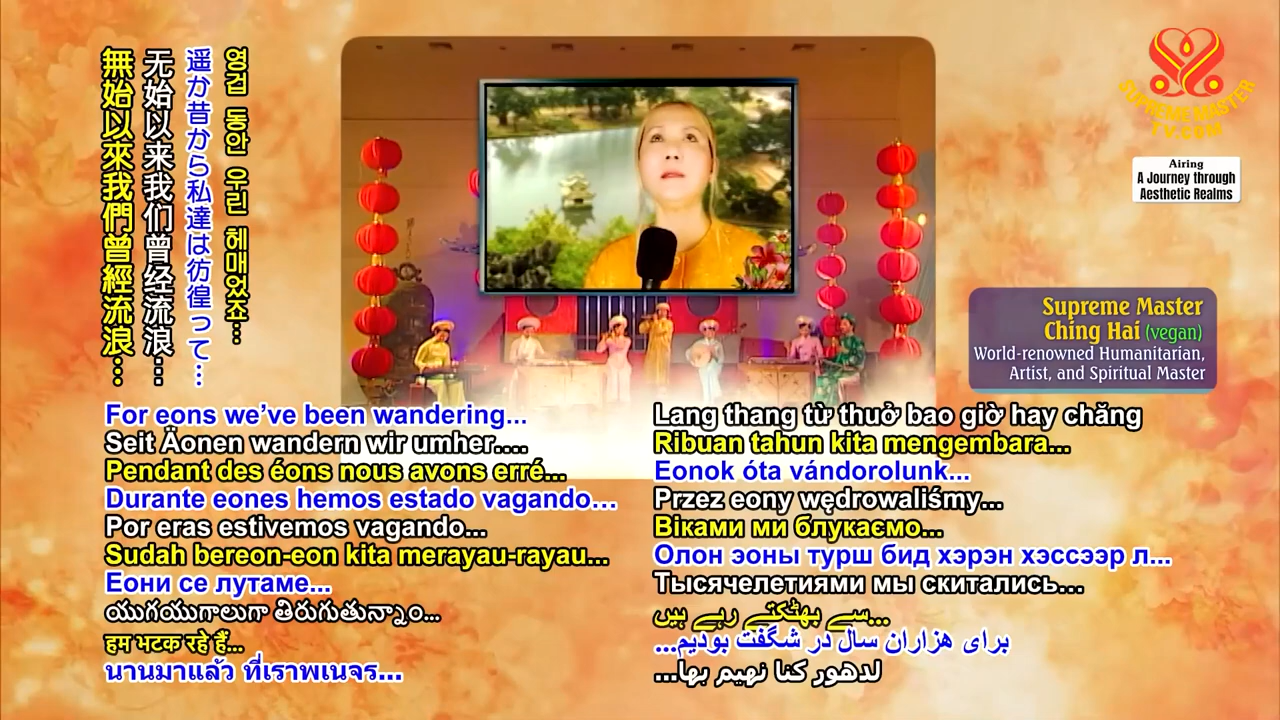 영겁 동안 우린 헤매었죠...
遥か昔から私達は彷徨って...
无始以来我们曾经流浪...
無始以來我們曾經流浪...
SUPREME MASTER
TV.COM
Airing
A Journey through
Aesthetic Realms
Supreme Master
Ching Hai (vegan)
World-renowned Humanitarian,
Artist, and Spiritual Master
For eons we’ve been wandering...
Seit Äonen wandern wir umher....
Pendant des éons nous avons erré...
Durante eones hemos estado vagando…
Por eras estivemos vagando...
Sudah bereon-eon kita merayau-rayau...
Еони се лутаме...
యుగయుగాలుగా తిరుగుతున్నాం...
हम भटक रहे हैं...
นานมาแล้ว ที่เราพเนจร...
Lang thang từ thuở bao giờ hay chăng
Ribuan tahun kita mengembara...
Eonok óta vándorolunk...
Przez eony wędrowaliśmy...
Віками ми блукаємо...
Олон эоны турш бид хэрэн хэссээр л...
Тысячелетиями мы скитались…
سے بھٹکتے رہے ہیں...
برای هزاران سال در شگفت بودیم...
لدهور كنا نهيم بها...